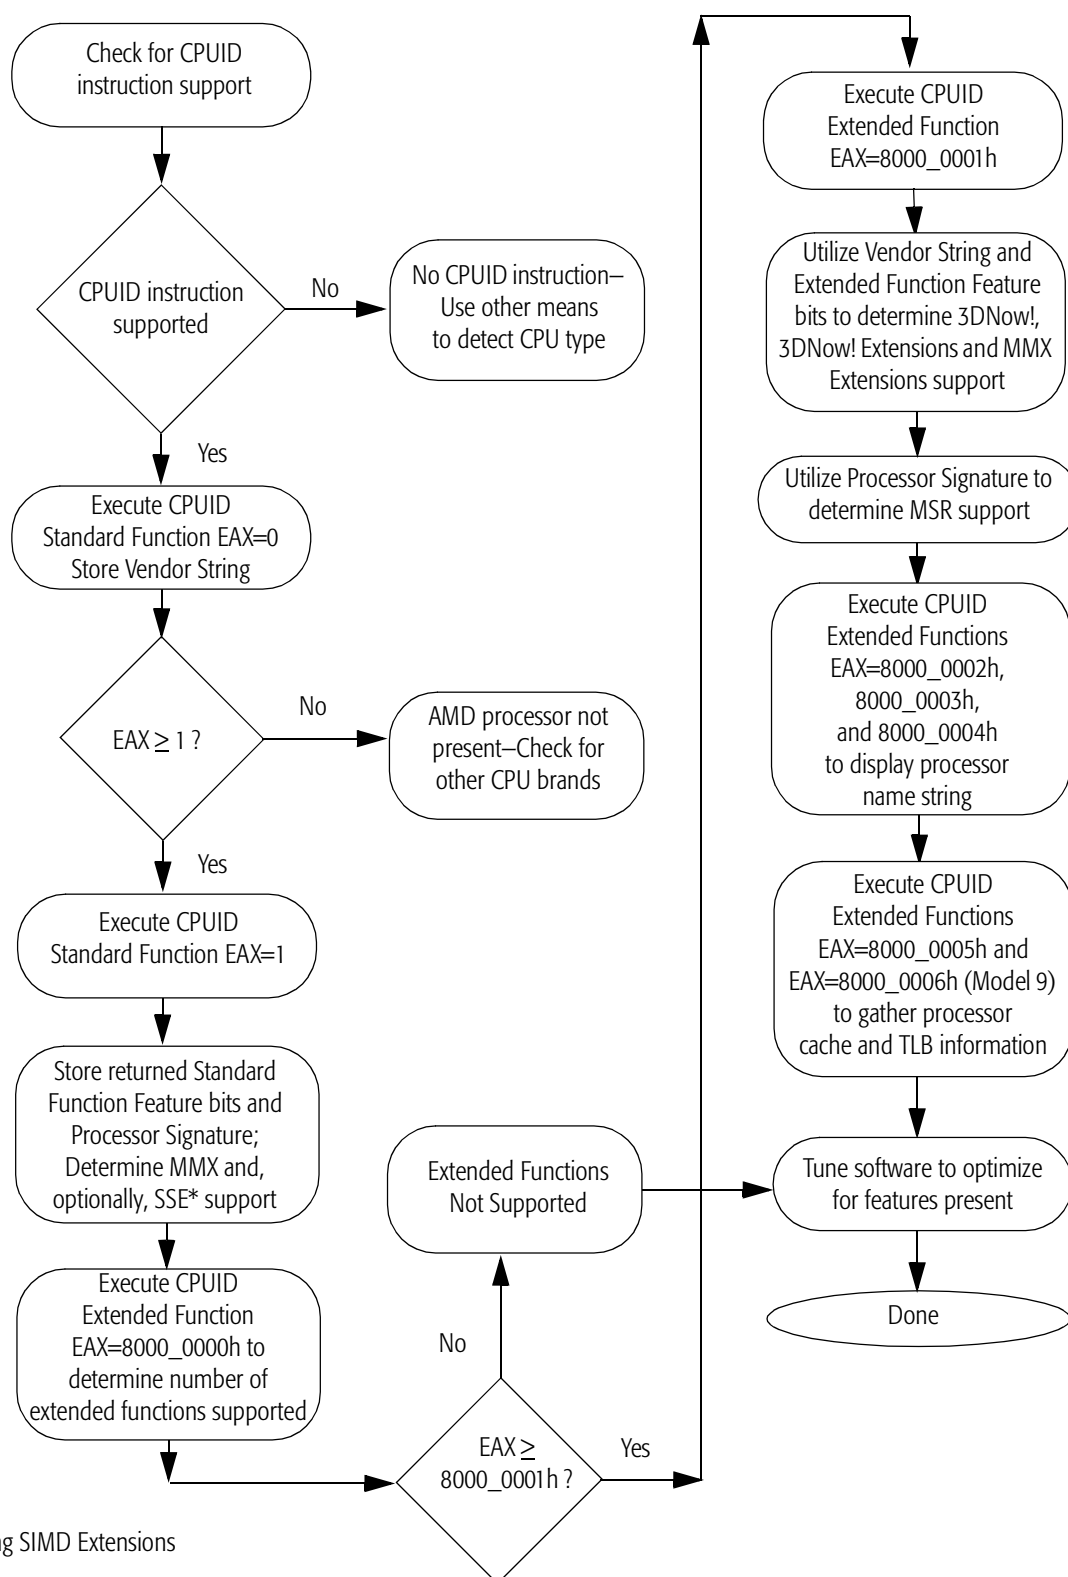 Check for CPUID
instruction support
CPUID instruction
supported
No
No CPUID instruction–
Use other means
to detect CPU type
Yes
Execute CPUID
Standard Function EAX=0
Store Vendor String
EAX ≥ 1 ?
No
AMD processor not
present–Check for
other CPU brands
Yes
Execute CPUID
Standard Function EAX=1
Store returned Standard
Function Feature bits and
Processor Signature;
Determine MMX and,
optionally, SSE* support
Execute CPUID
Extended Function
EAX=8000_0000h to
determine number of
extended functions supported
EAX ≥
8000_0001h ?
No
Extended Functions
Not Supported
Yes
Execute CPUID
Extended Function
EAX=8000_0001h
Utilize Vendor String and
Extended Function Feature
bits to determine 3DNow!,
3DNow! Extensions and MMX
Extensions support
Utilize Processor Signature to
determine MSR support
Execute CPUID
Extended Functions
EAX=8000_0002h,
8000_0003h,
and 8000_0004h
to display processor
name string
Execute CPUID
Extended Functions
EAX=8000_0005h and
EAX=8000_0006h (Model 9)
to gather processor
cache and TLB information
Tune software to optimize
for features present
Done
SIMD Extensions